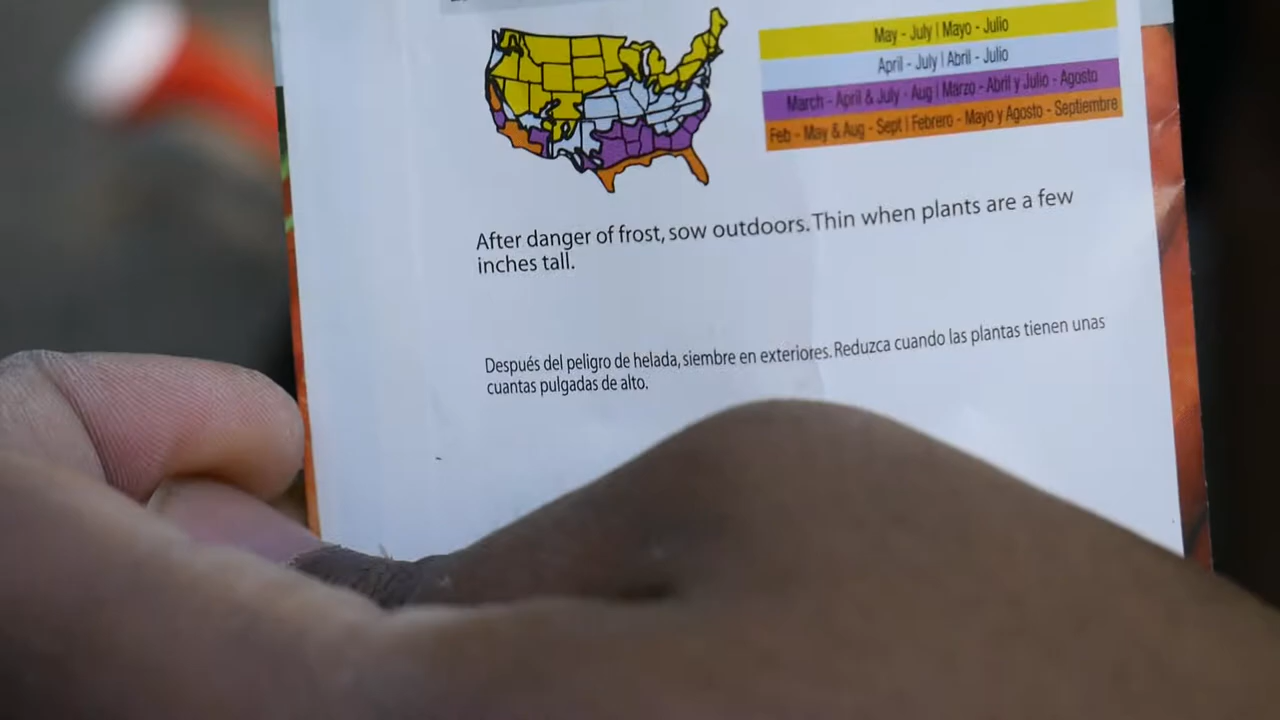 May - July | Mayo - Julio
April - July | Abril - Julio
March - April & July - Aug | Marzo - Abril y Julio - Agosto
Feb - May & Aug - Sept | Febrero - Mayo y Agosto - Septiembre
After danger of frost, sow outdoors. Thin when plants are a few
inches tall.
Después del peligro de helada, siembre en exteriores. Reduzca cuando las plantas tienen unas
cuantas pulgadas de alto.